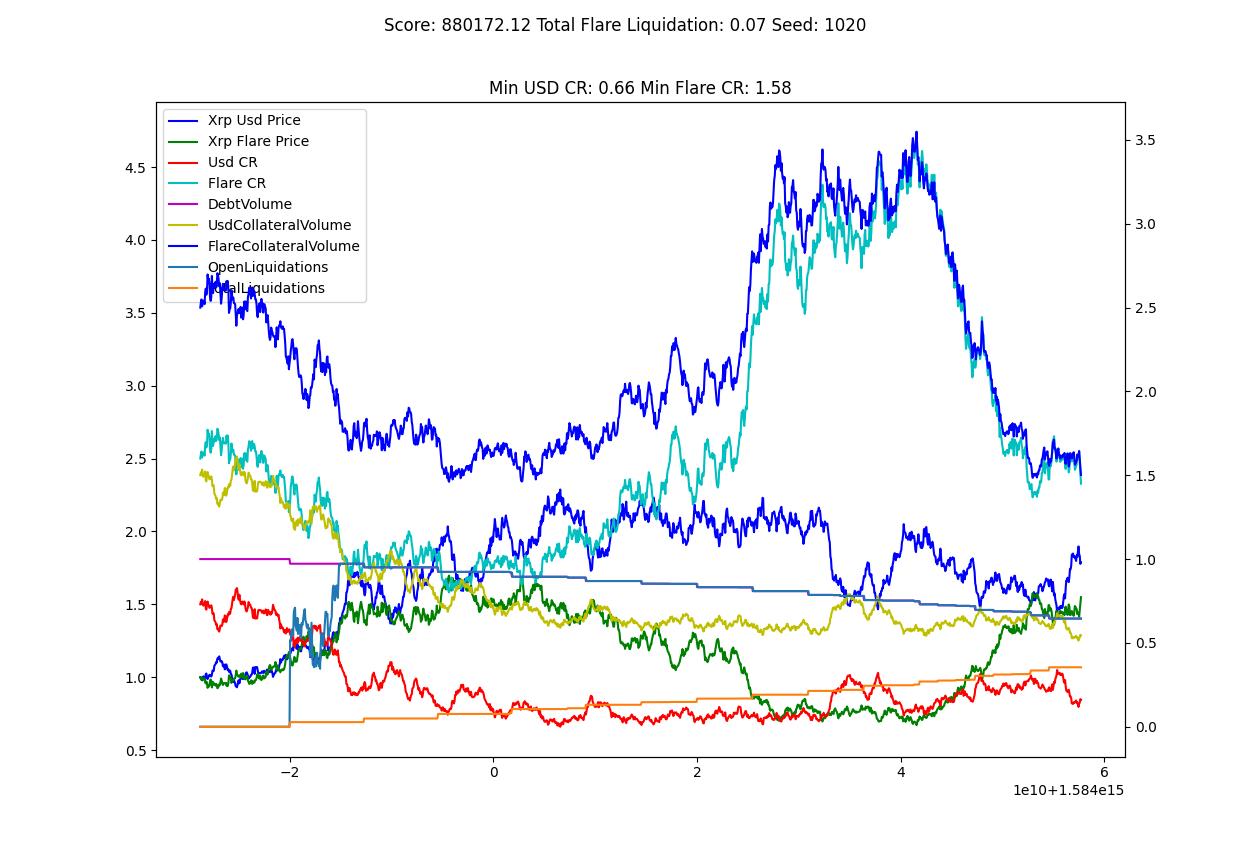 Score: 880172.12 Total Flare Liquidation: 0.07 Seed: 1020
Min USD CR: 0.66 Min Flare CR: 1.58
Xrp Usd Price
Xrp Flare Price
Usd CR
Flare CR
DebtVolume
UsdCollateralVolume
FlareCollateralVolume
OpenLiquidations
TotalLiquidations
4.5
4.0
3.5
3.0
2.5
2.0
1.5
1.0
0.5
3.5
3.0
2.5
2.0
1.5
1.0
0.5
0.0
−2
0
2
4
6
1e10+1.584e15